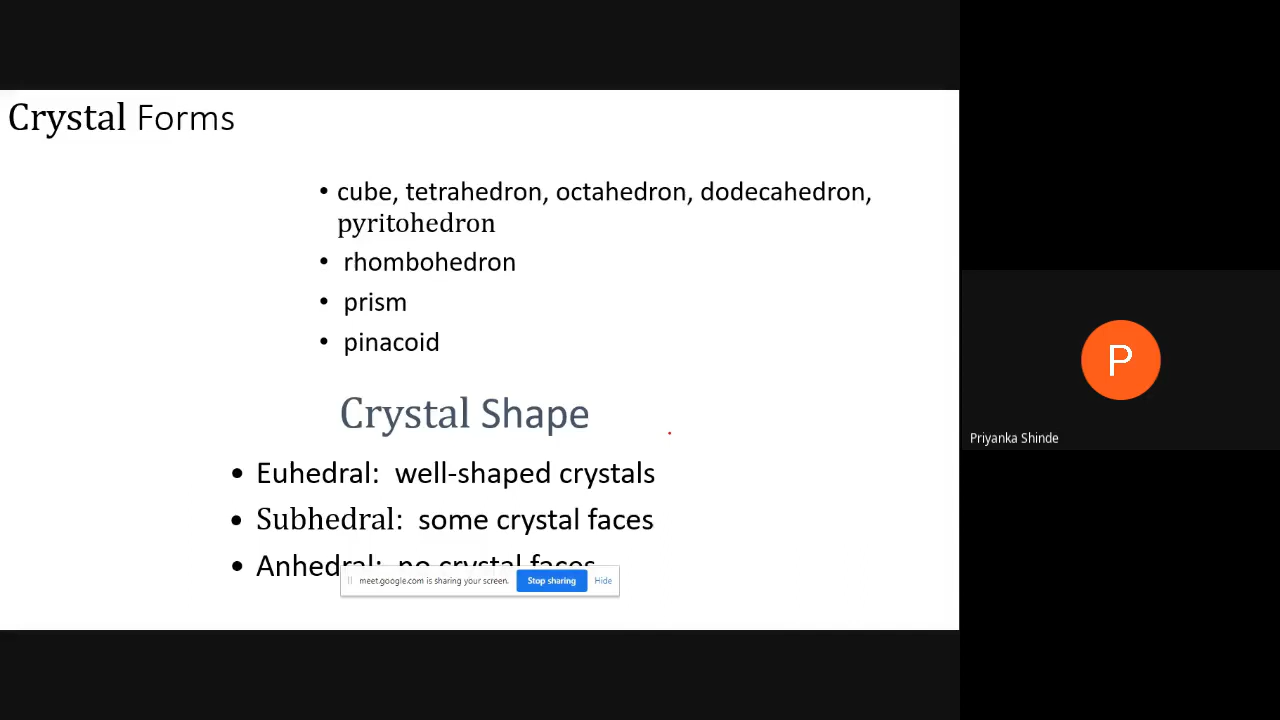 Crystal Forms
• cube, tetrahedron, octahedron, dodecahedron,
pyritohedron
• rhombohedron
• prism
• pinacoid
Crystal Shape
• Euhedral: well-shaped crystals
• Subhedral: some crystal faces
• Anhedral: no crystal faces
meet.google.com is sharing your screen. Stop sharing Hide
P
Priyanka Shinde